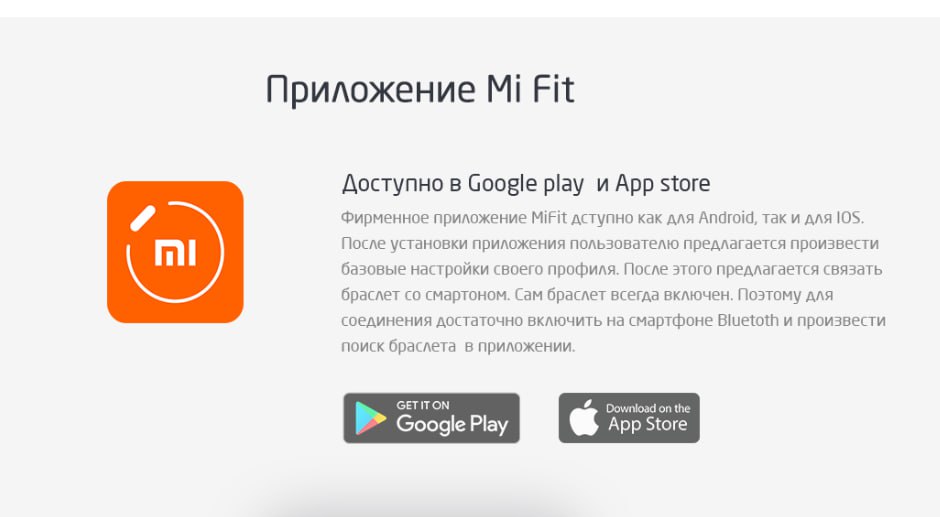 Приложение Mi Fit
Доступно в Google play и App store
Фирменное приложение MiFit дступно как для Android, так и для IOS.
После установки приложения пользователю предлагается произвести
базовые настройки своего профиля. После этого предлагается связать
браслет со смартоном. Сам браслет всегда включен. Поэтому для
соединения достаточно включить на смартфоне Bluetoth и произвести
поиск браслета в приложении.
MI
GET IT ON
Google Play
Download on the
App Store